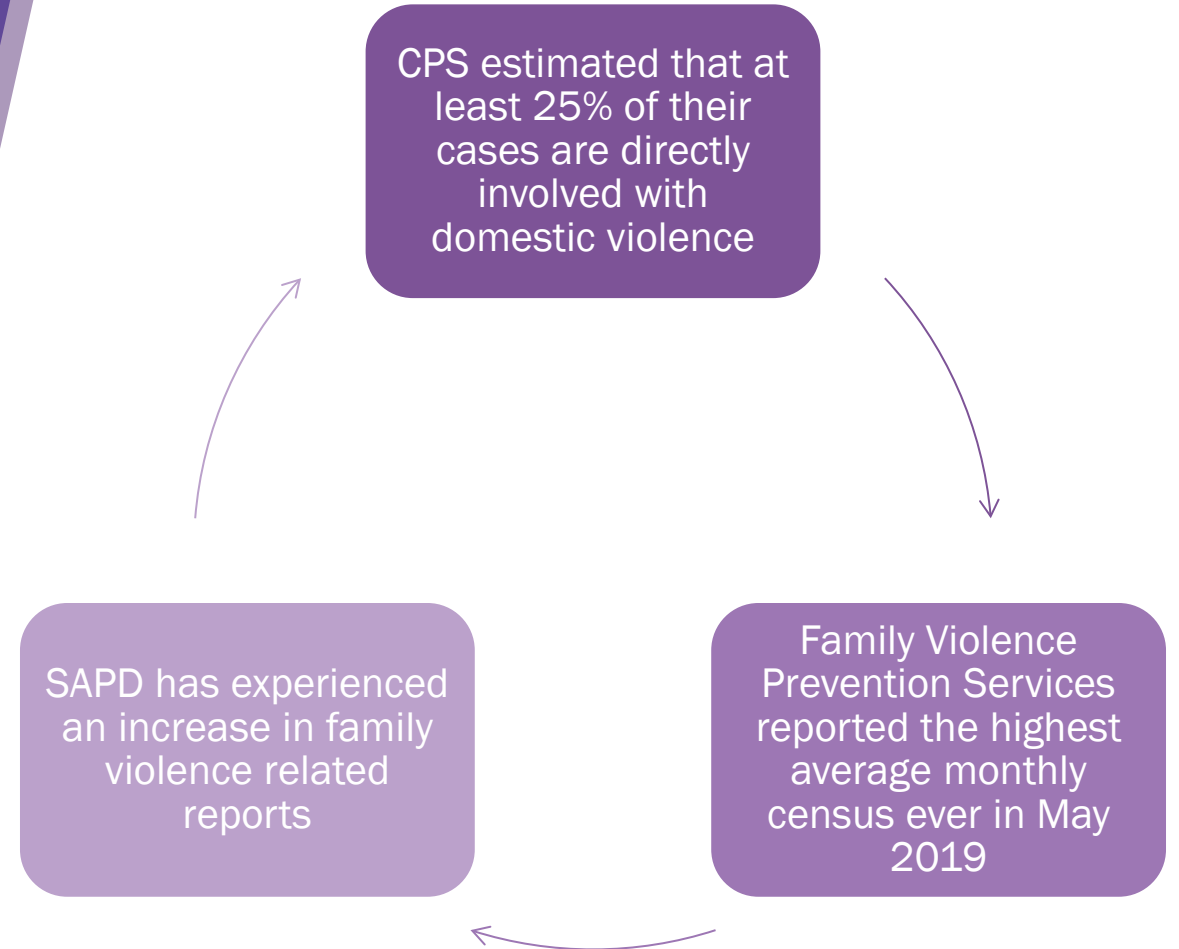 CPS estimated that at
least 25% of their
cases are directly
involved with
domestic violence
Family Violence
Prevention Services
reported the highest
average monthly
census ever in May
2019
SAPD has experienced
an increase in family
violence related
reports